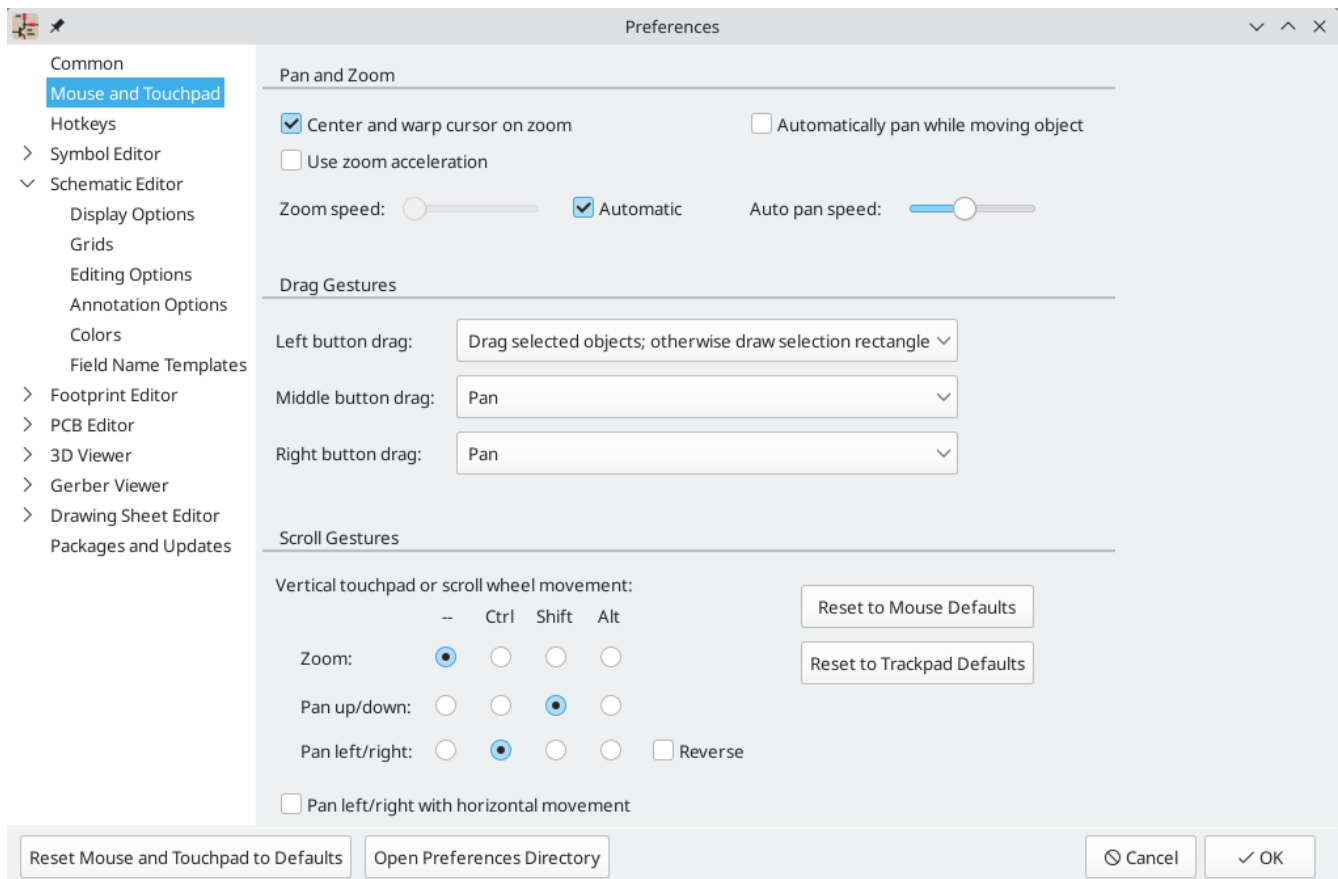 Preferences
Common
Mouse and Touchpad
Hotkeys
Symbol Editor
Schematic Editor
Display Options
Grids
Editing Options
Annotation Options
Colors
Field Name Templates
Footprint Editor
PCB Editor
3D Viewer
Gerber Viewer
Drawing Sheet Editor
Packages and Updates
Pan and Zoom
Center and warp cursor on zoom
Automatically pan while moving object
Use zoom acceleration
Zoom speed: Automatic Auto pan speed:
Drag Gestures
Left button drag: Drag selected objects; otherwise draw selection rectangle
Middle button drag: Pan
Right button drag: Pan
Scroll Gestures
Vertical touchpad or scroll wheel movement:
-- Ctrl Shift Alt
Zoom:
Pan up/down:
Pan left/right: Reverse
Pan left/right with horizontal movement
Reset to Mouse Defaults
Reset to Trackpad Defaults
Reset Mouse and Touchpad to Defaults Open Preferences Directory Cancel OK